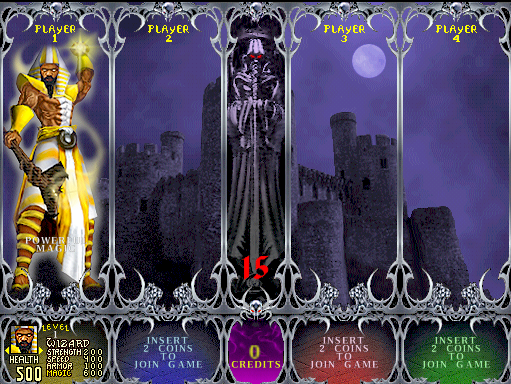 PLAYER
1
PLAYER
2
PLAYER
3
PLAYER
4
POWERFUL
MAGIC
15
LEVEL
1
WIZARD
STRENGTH 200
SPEED 400
ARMOR 100
MAGIC 600
HEALTH
500
INSERT
2 COINS
TO
JOIN GAME
0
CREDITS
INSERT
2 COINS
TO
JOIN GAME
INSERT
2 COINS
TO
JOIN GAME